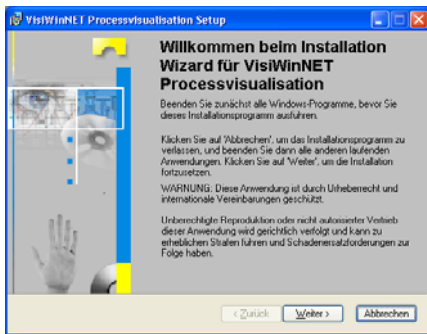 VisiWinNET Processvisualisation Setup
Willkommen beim Installation
Wizard für VisiWinNET
Processvisualisation
Beenden Sie zunächst alle Windows-Programme, bevor Sie
dieses Installationsprogramm ausführen.
Klicken Sie auf 'Abbrechen', um das Installationsprogramm zu
verlassen, und beenden Sie dann alle anderen laufenden
Anwendungen. Klicken Sie auf 'Weiter', um die Installation
fortzusetzen.
WARNUNG: Diese Anwendung ist durch Urheberrecht und
internationale Vereinbarungen geschützt.
Unberechtigte Reproduktion oder nicht autorisierter Vertrieb
dieser Anwendung wird gerichtlich verfolgt und kann zu
erheblichen Strafen führen und Schadenersatzforderungen zur
Folge haben.
< Zurück Weiter > Abbrechen